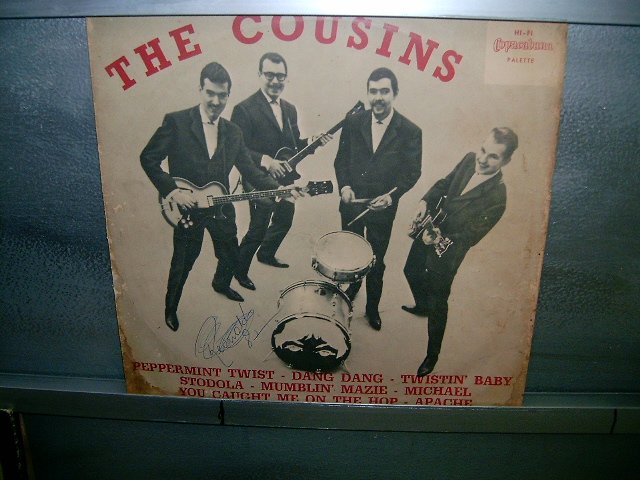 THE COUSINS
HI-FI
Copacabana
PALETTE
PEPPERMINT TWIST - DANG DANG - TWISTIN' BABY
STODOLA - MUMBLIN' MAZIE - MICHAEL
YOU CAUGHT ME ON THE HOP - APACHE